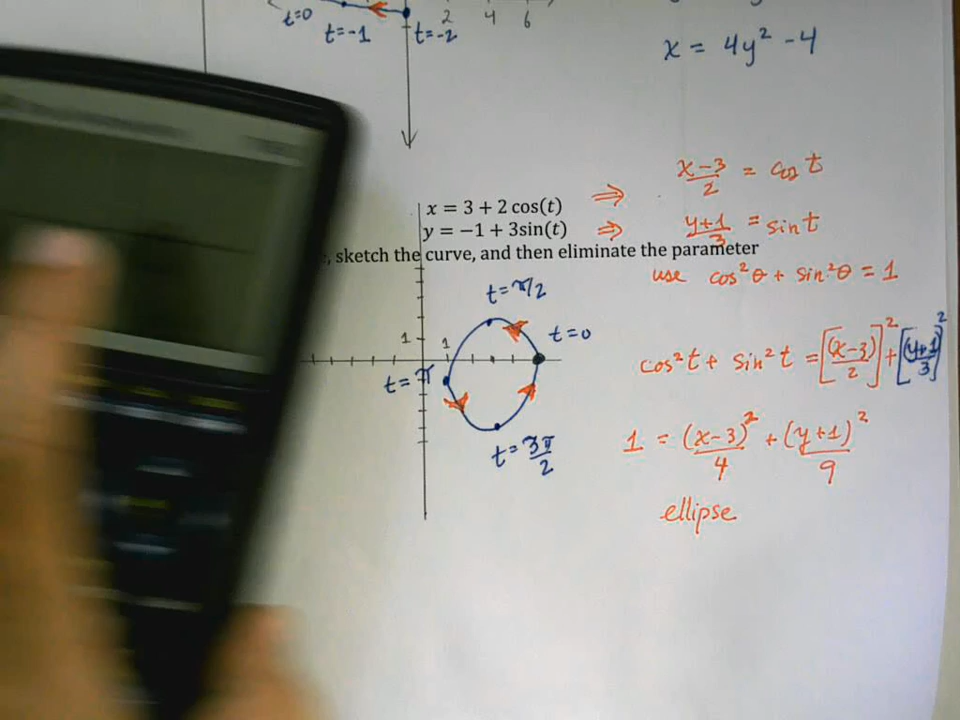 2 4 6
t=0
t=-1
t=-2
x = 4y² - 4
x = 3 + 2 cos(t) ⇒ (x-3)/2 = cos t
y = −1 + 3sin(t) ⇒ (y+1)/3 = sin t
, sketch the curve, and then eliminate the parameter
use cos²θ + sin²θ = 1
t=π/2
1 1 t=0
cos²t + sin²t = [(x-3)/2]² + [(y+1)/3]²
t=π
1 = (x-3)²/4 + (y+1)²/9
t=3π/2
ellipse